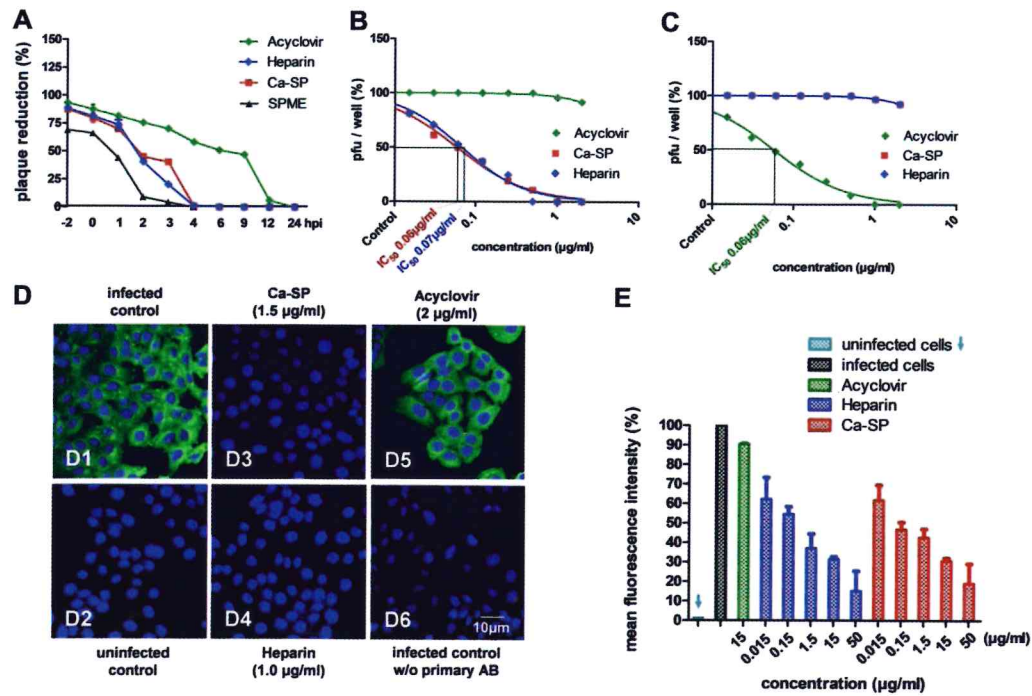 A
plaque reduction (%)
150
125
100
75
50
25
0
-2 0 1 2 3 4 6 9 12 24 hpi
Acyclovir
Heparin
Ca-SP
SPME
B
pfu / well (%)
150
100
50
0
Acyclovir
Ca-SP
Heparin
Control
IC50 0.06µg/ml
IC50 0.07µg/ml
0.1 1 10
concentration (µg/ml)
C
pfu / well (%)
150
100
50
0
Acyclovir
Ca-SP
Heparin
Control
IC50 0.06µg/ml
0.1 1 10
concentration (µg/ml)
D
infected
control
Ca-SP
(1.5 µg/ml)
Acyclovir
(2 µg/ml)
D1
D3
D5
D2
D4
D6
10µm
uninfected
control
Heparin
(1.0 µg/ml)
infected control
w/o primary AB
E
uninfected cells
infected cells
Acyclovir
Heparin
Ca-SP
mean fluorescence intensity (%)
100
90
80
70
60
50
40
30
20
10
0
15 0.015 0.15 1.5 15 50 0.015 0.15 1.5 15 50 (µg/ml)
concentration (µg/ml)